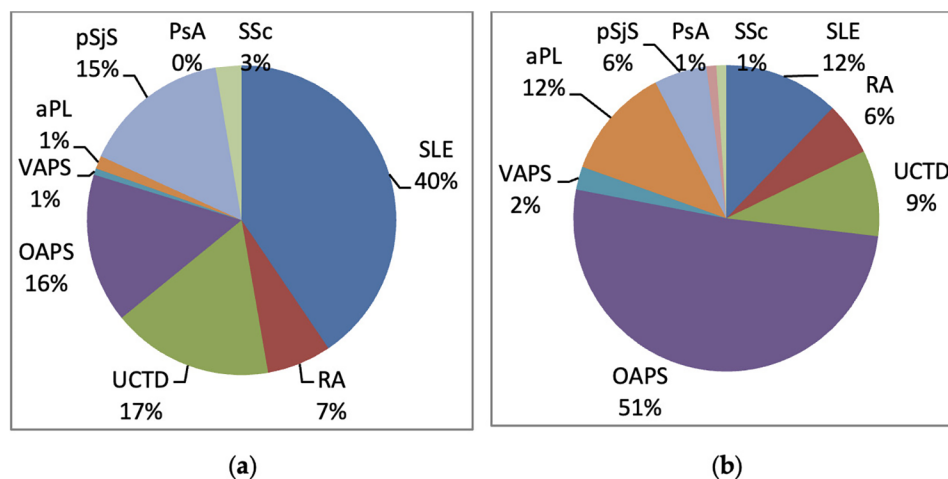 pSjS
15%
PsA
0%
SSc
3%
aPL
1%
VAPS
1%
SLE
40%
OAPS
16%
UCTD
17%
RA
7%
(a)
pSjS
6%
PsA
1%
SSc
1%
SLE
12%
aPL
12%
RA
6%
VAPS
2%
UCTD
9%
OAPS
51%
(b)